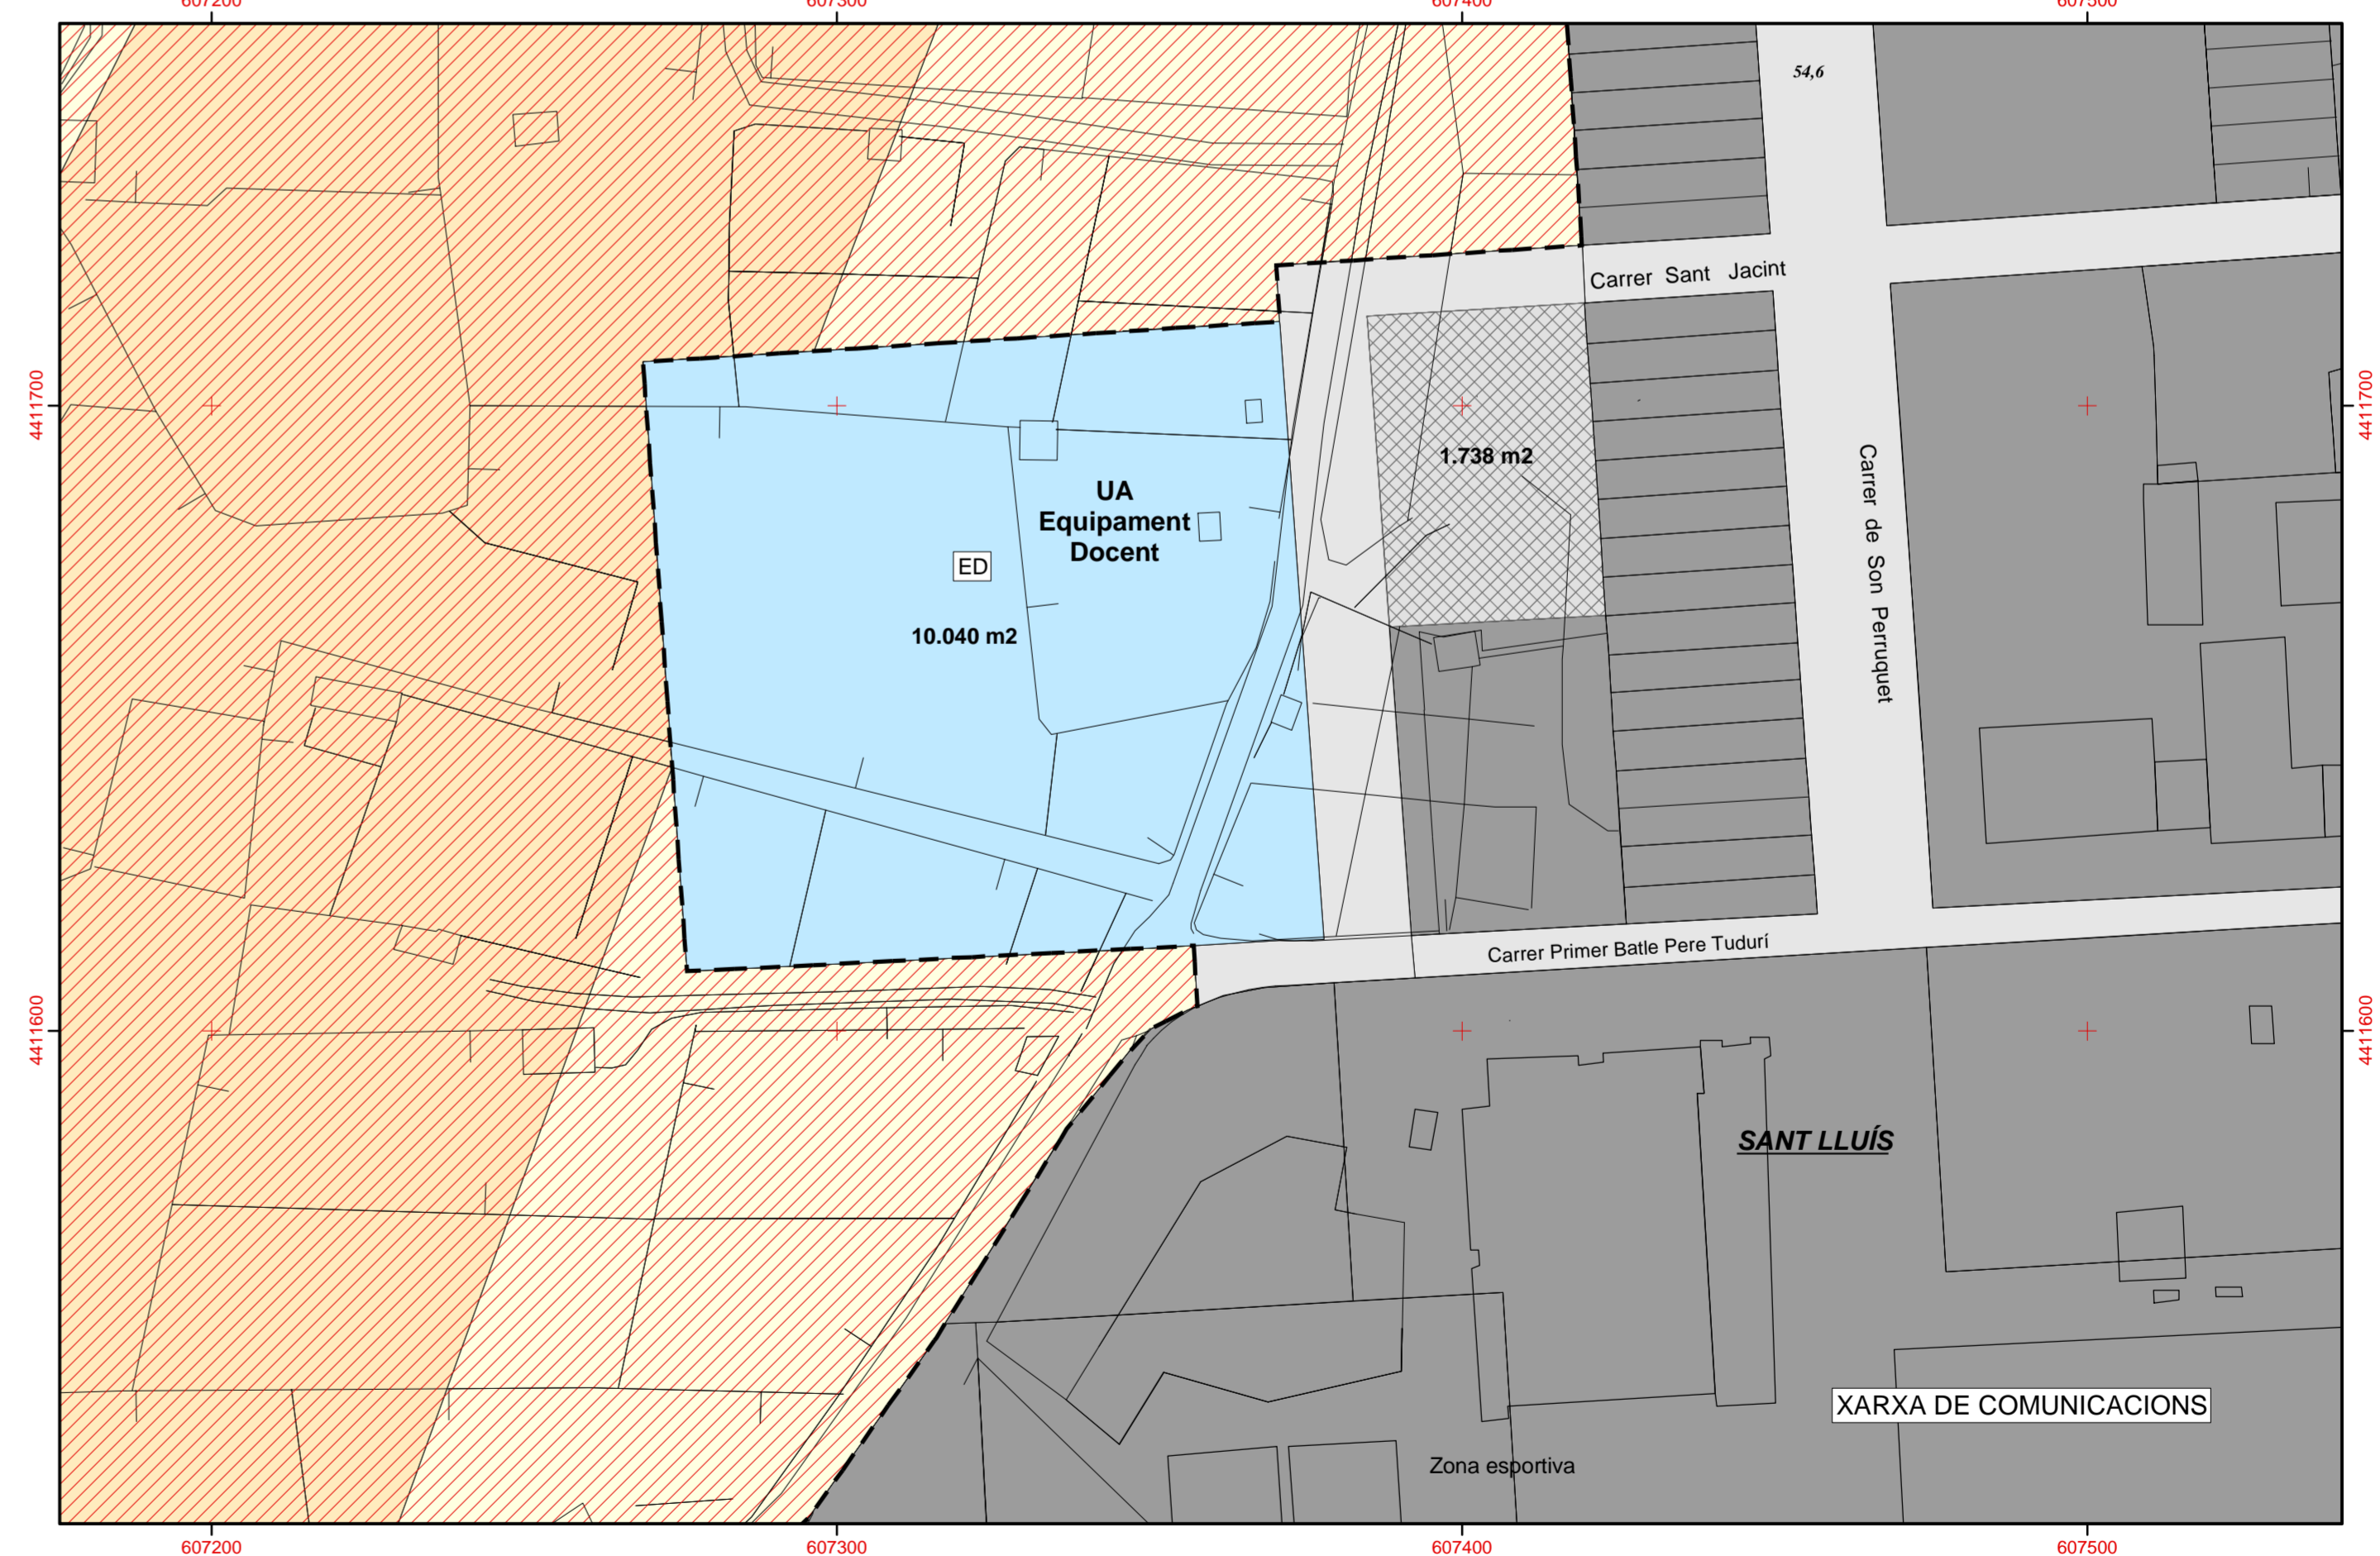 607200
607300
607400
607500
54,6
Carrer Sant Jacint
4411700
4411700
1.738 m2
UA
Equipament
Docent
ED
10.040 m2
Carrer de Son Perruquet
Carrer Primer Batle Pere Tudurí
4411600
4411600
SANT LLUÍS
XARXA DE COMUNICACIONS
Zona esportiva
607200
607300
607400
607500